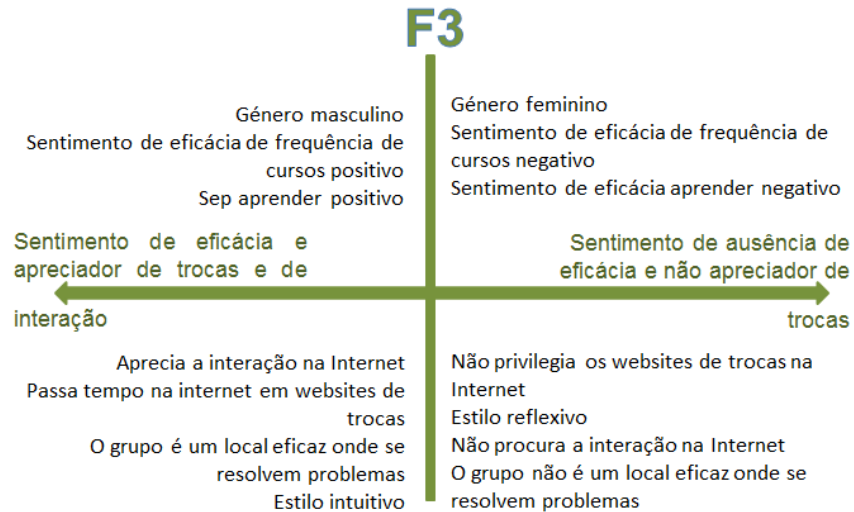 F3
Género masculino
Sentimento de eficácia de frequência de
cursos positivo
Sep aprender positivo
Género feminino
Sentimento de eficácia de frequência de
cursos negativo
Sentimento de eficácia aprender negativo
Sentimento de eficácia e
apreciador de trocas e de
interação
Sentimento de ausência de
eficácia e não apreciador de
trocas
Aprecia a interação na Internet
Passa tempo na internet em websites de
trocas
O grupo é um local eficaz onde se
resolvem problemas
Estilo intuitivo
Não privilegia os websites de trocas na
Internet
Estilo reflexivo
Não procura a interação na Internet
O grupo não é um local eficaz onde se
resolvem problemas